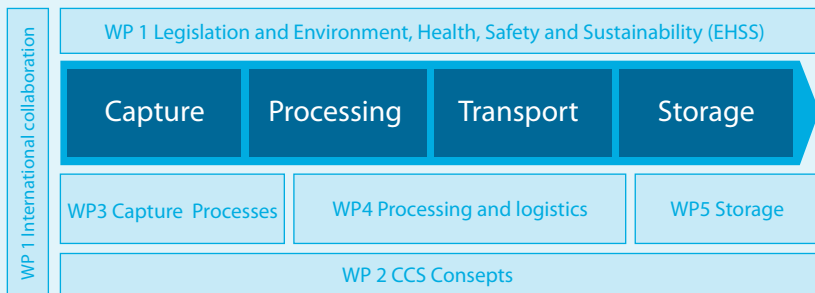 WP 1 International collaboration
WP 1 Legislation and Environment, Health, Safety and Sustainability (EHSS)
Capture
Processing
Transport
Storage
WP3 Capture Processes
WP4 Processing and logistics
WP5 Storage
WP 2 CCS Consepts